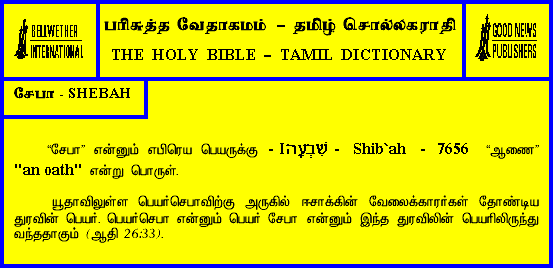 BELLWETHER
INTERNATIONAL
பரிசுத்த வேதாகமம் – தமிழ் சொல்லகராதி
THE HOLY BIBLE – TAMIL DICTIONARY
GOOD NEWS
PUBLISHERS
சேபா - SHEBAH
“சேபா” என்னும் எபிரெய பெயருக்கு - I שִׁבְעָה - Shib`ah - 7656 “ஆணை”
"an oath" என்று பொருள்.
யூதாவிலுள்ள பெயர்செபாவிற்கு அருகில் ஈசாக்கின் வேலைக்காரர்கள் தோண்டிய
துரவின் பெயர். பெயர்செபா என்னும் பெயர் சேபா என்னும் இந்த துரவிலின் பெயரிலிருந்து
வந்ததாகும் (ஆதி 26:33).